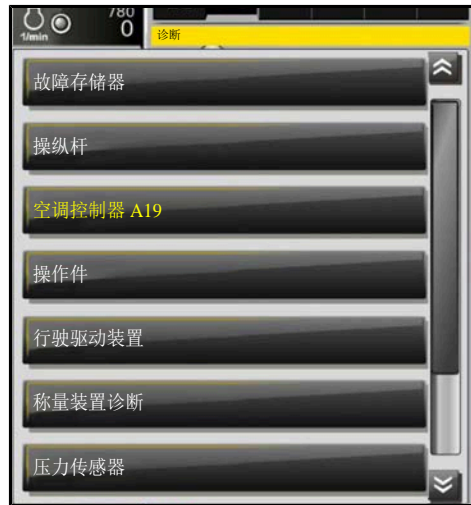 780
0
1/min
诊断
故障存储器
操纵杆
空调控制器 A19
操作件
行驶驱动装置
称量装置诊断
压力传感器